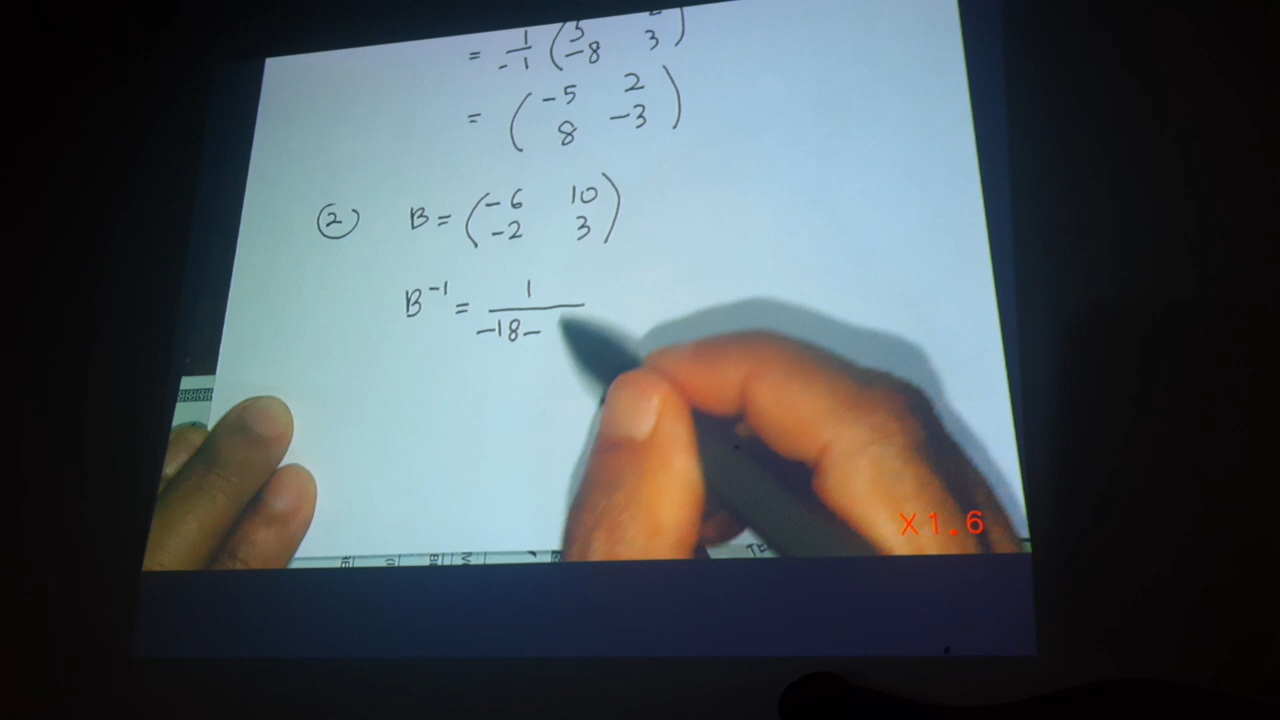 = 1/-1 ( 5 2
-8 3 )
= ( -5 2
8 -3 )
② B = ( -6 10
-2 3 )
B⁻¹ = 1/-18-
X1.6